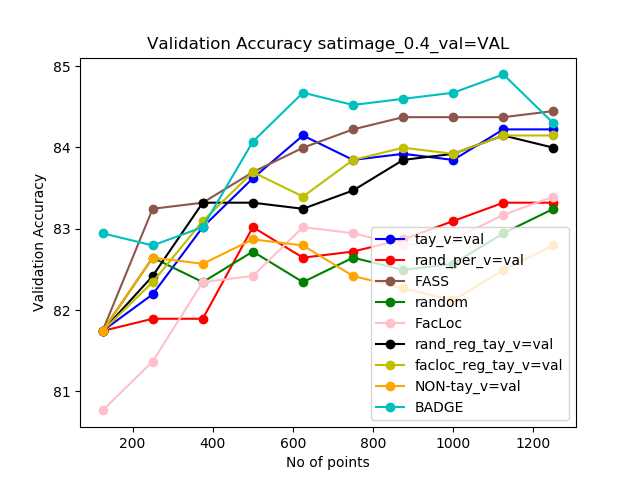 Validation Accuracy satimage_0.4_val=VAL
85
84
83
82
81
Validation Accuracy
200
400
600
800
1000
1200
No of points
tay_v=val
rand_per_v=val
FASS
random
FacLoc
rand_reg_tay_v=val
facloc_reg_tay_v=val
NON-tay_v=val
BADGE